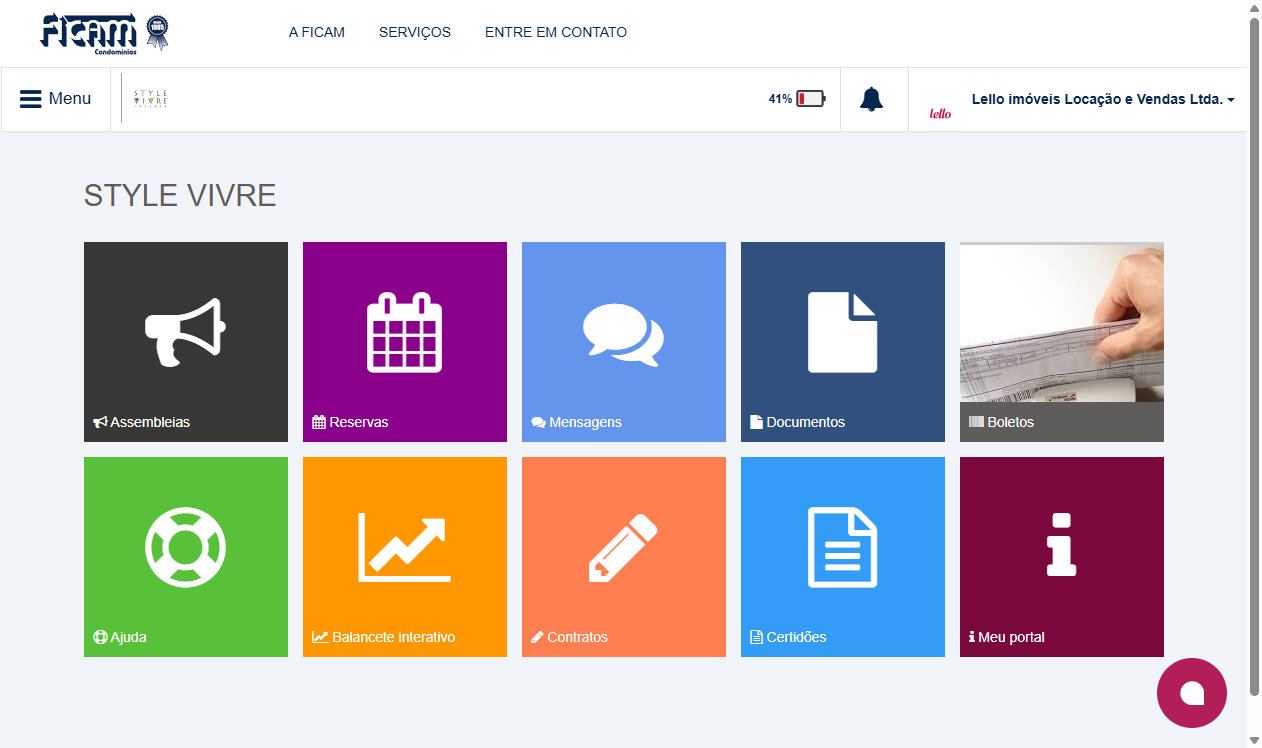 FICAM
1985
Condomínios
A FICAM
SERVIÇOS
ENTRE EM CONTATO
Menu
STYLE
VIVRE
41%
lello
Lello imóveis Locação e Vendas Ltda.
STYLE VIVRE
Assembleias
Reservas
Mensagens
Documentos
Boletos
Ajuda
Balancete interativo
Contratos
Certidões
Meu portal